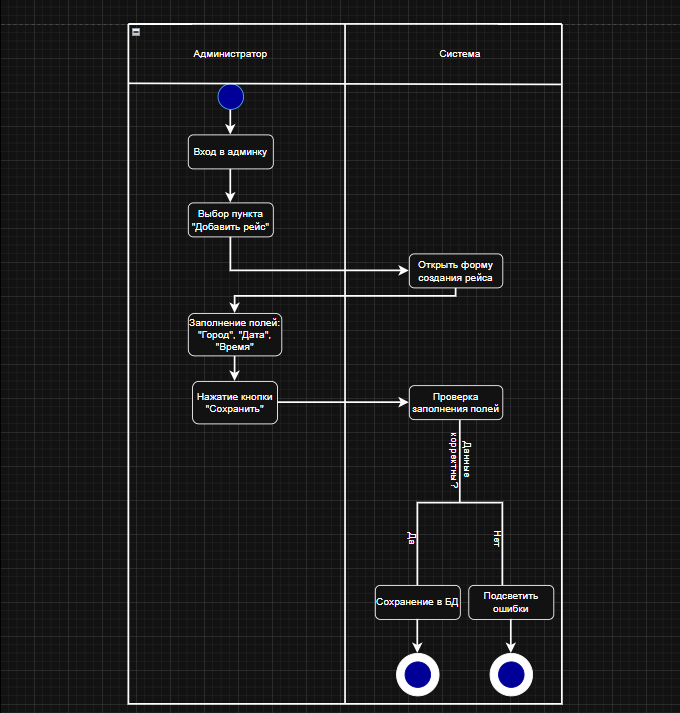 Администратор
Система
Вход в админку
Выбор пункта
"Добавить рейс"
Открыть форму
создания рейса
Заполнение полей:
"Город", "Дата",
"Время"
Нажатие кнопки
"Сохранить"
Проверка
заполнения полей
Данные
корректны?
Да
Нет
Сохранение в БД
Подсветить
ошибки